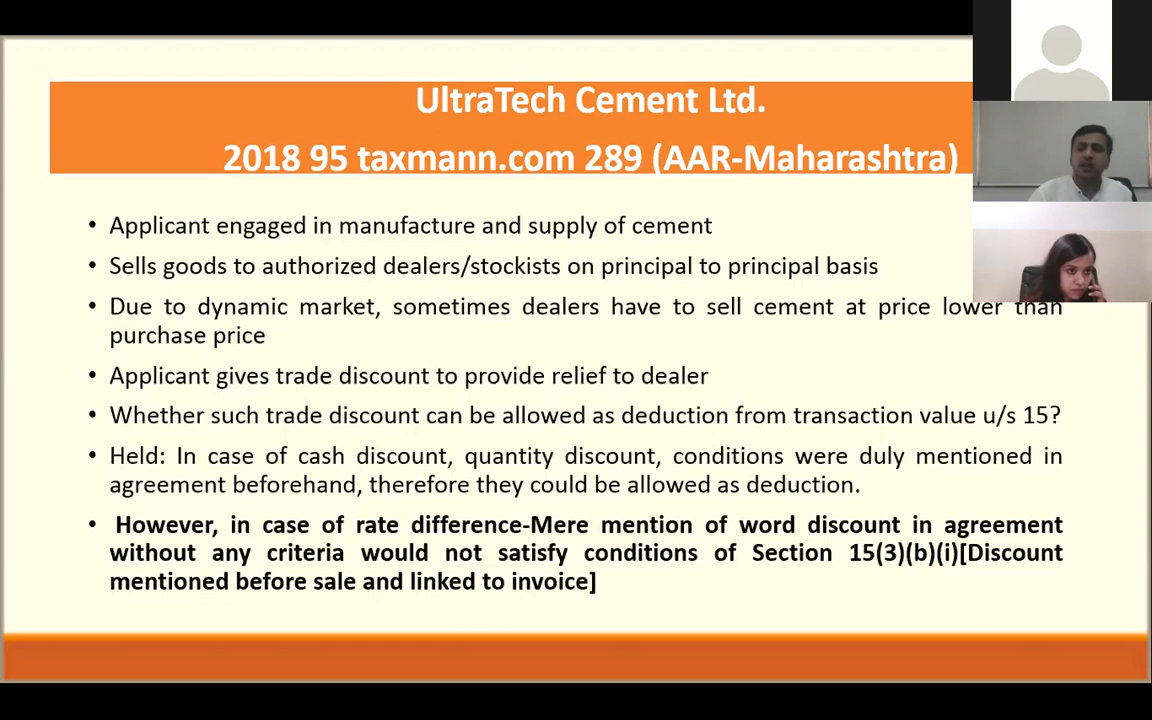 UltraTech Cement Ltd.
2018 95 taxmann.com 289 (AAR-Maharashtra)
• Applicant engaged in manufacture and supply of cement
• Sells goods to authorized dealers/stockists on principal to principal basis
• Due to dynamic market, sometimes dealers have to sell cement at price lower than
purchase price
• Applicant gives trade discount to provide relief to dealer
• Whether such trade discount can be allowed as deduction from transaction value u/s 15?
• Held: In case of cash discount, quantity discount, conditions were duly mentioned in
agreement beforehand, therefore they could be allowed as deduction.
• However, in case of rate difference-Mere mention of word discount in agreement
without any criteria would not satisfy conditions of Section 15(3)(b)(i)[Discount
mentioned before sale and linked to invoice]